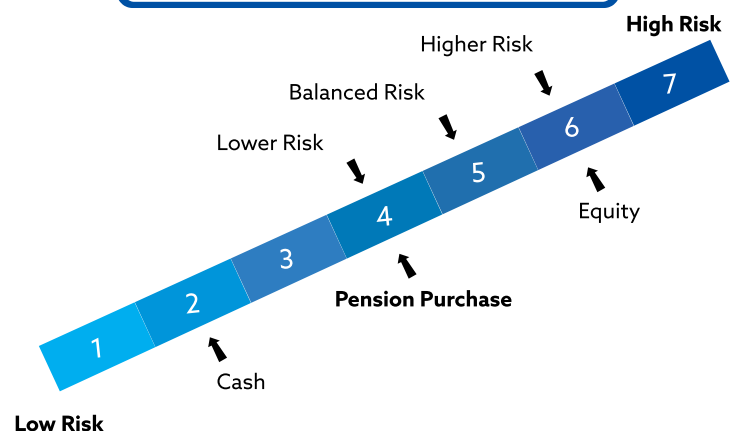 High Risk
Higher Risk
7
Balanced Risk
6
Lower Risk
5
Equity
4
3
Pension Purchase
2
1
Cash
Low Risk